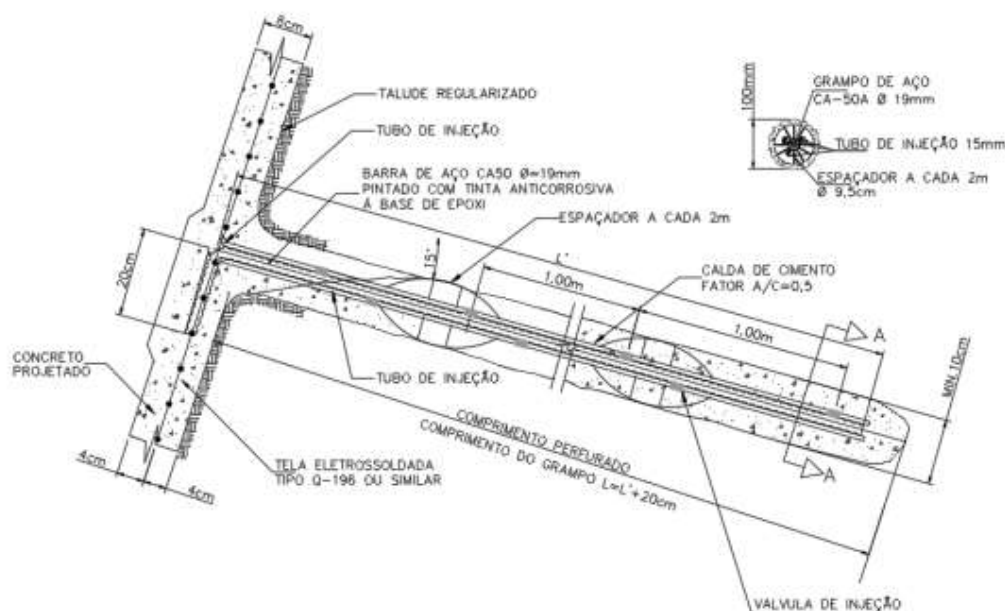 8cm
TALUDE REGULARIZADO
TUBO DE INJEÇÃO
BARRA DE AÇO CA50 Ø=19mm
PINTADO COM TINTA ANTICORROSIVA
À BASE DE EPOXI
ESPAÇADOR A CADA 2m
100mm
GRAMPO DE AÇO
CA-50A Ø 19mm
TUBO DE INJEÇÃO 15mm
ESPAÇADOR A CADA 2m
Ø 9,5cm
20cm
15°
L'
1,00m
CALDA DE CIMENTO
FATOR A/C=0,5
1,00m
A
MIN.10cm
CONCRETO
PROJETADO
TUBO DE INJEÇÃO
COMPRIMENTO PERFURADO
COMPRIMENTO DO GRAMPO L=L'+20cm
A
4cm
4cm
TELA ELETROSSOLDADA
TIPO Q-196 OU SIMILAR
VÁLVULA DE INJEÇÃO